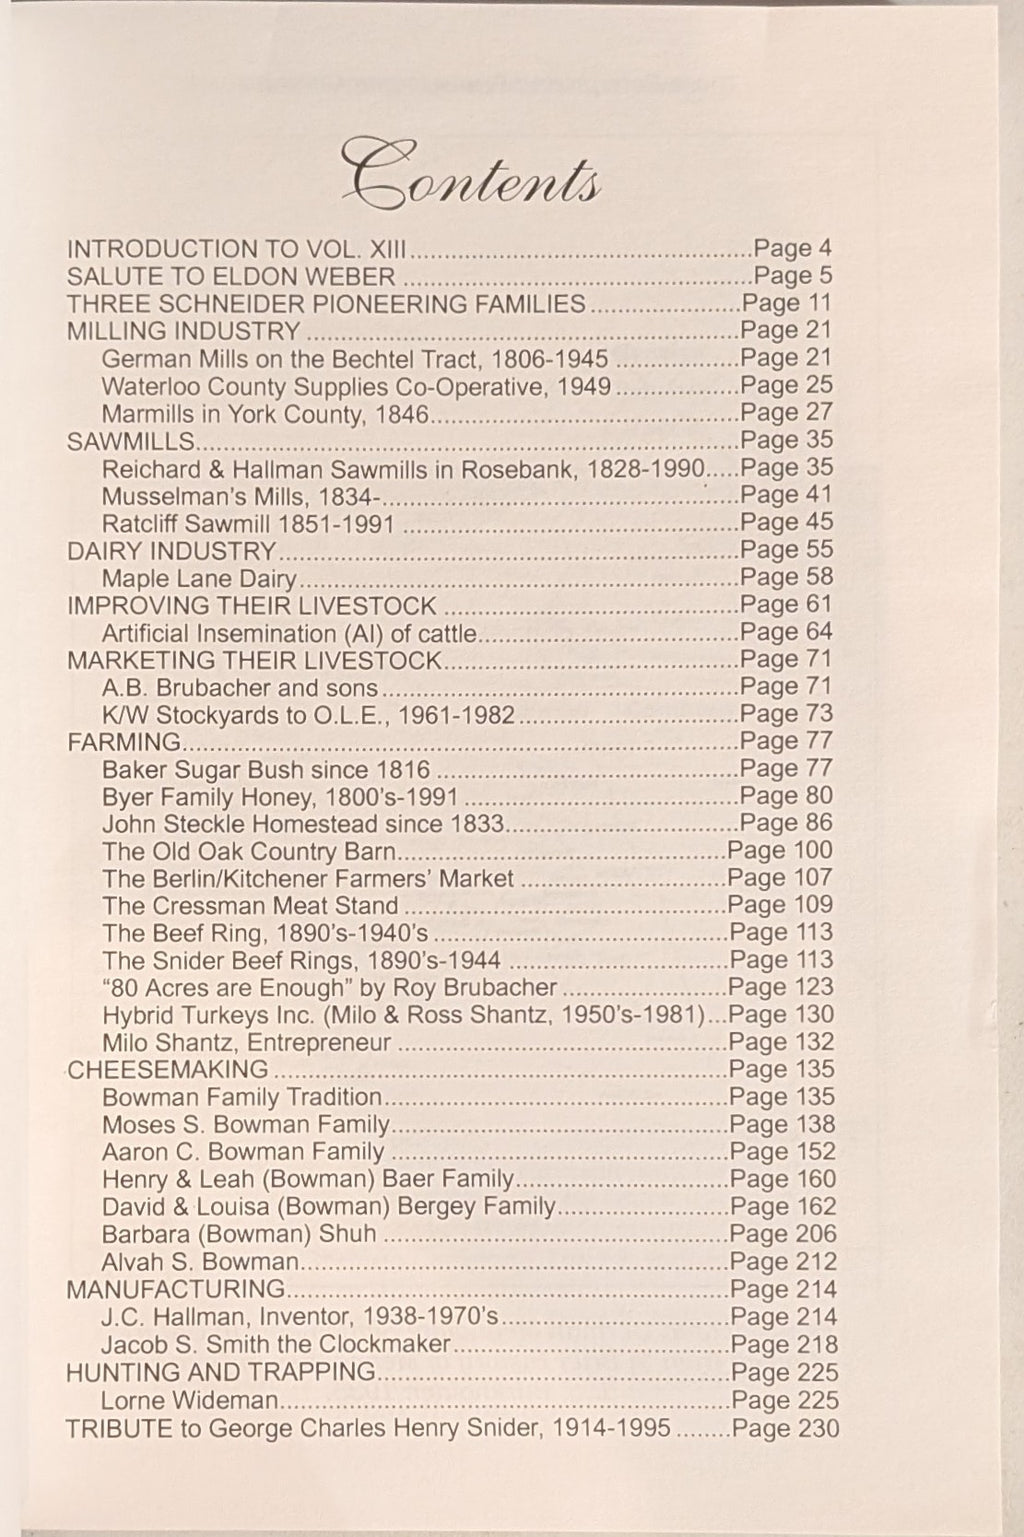 Contents
INTRODUCTION TO VOL. XIII..................................................Page 4
SALUTE TO ELDON WEBER ..................................................Page 5
THREE SCHNEIDER PIONEERING FAMILIES......................Page 11
MILLING INDUSTRY ..............................................................Page 21
German Mills on the Bechtel Tract, 1806-1945 ..................Page 21
Waterloo County Supplies Co-Operative, 1949..................Page 25
Marmills in York County, 1846............................................Page 27
SAWMILLS..............................................................................Page 35
Reichard & Hallman Sawmills in Rosebank, 1828-1990.....Page 35
Musselman's Mills, 1834-...................................................Page 41
Ratcliff Sawmill 1851-1991 ................................................Page 45
DAIRY INDUSTRY..................................................................Page 55
Maple Lane Dairy...............................................................Page 58
IMPROVING THEIR LIVESTOCK ...........................................Page 61
Artificial Insemination (AI) of cattle.....................................Page 64
MARKETING THEIR LIVESTOCK...........................................Page 71
A.B. Brubacher and sons...................................................Page 71
K/W Stockyards to O.L.E., 1961-1982................................Page 73
FARMING................................................................................Page 77
Baker Sugar Bush since 1816 ...........................................Page 77
Byer Family Honey, 1800's-1991 .......................................Page 80
John Steckle Homestead since 1833..................................Page 86
The Old Oak Country Barn...............................................Page 100
The Berlin/Kitchener Farmers' Market .............................Page 107
The Cressman Meat Stand ..............................................Page 109
The Beef Ring, 1890's-1940's..........................................Page 113
The Snider Beef Rings, 1890's-1944 ...............................Page 113
“80 Acres are Enough” by Roy Brubacher.......................Page 123
Hybrid Turkeys Inc. (Milo & Ross Shantz, 1950's-1981)...Page 130
Milo Shantz, Entrepreneur ...............................................Page 132
CHEESEMAKING .................................................................Page 135
Bowman Family Tradition.................................................Page 135
Moses S. Bowman Family................................................Page 138
Aaron C. Bowman Family ................................................Page 152
Henry & Leah (Bowman) Baer Family..............................Page 160
David & Louisa (Bowman) Bergey Family........................Page 162
Barbara (Bowman) Shuh .................................................Page 206
Alvah S. Bowman.............................................................Page 212
MANUFACTURING...............................................................Page 214
J.C. Hallman, Inventor, 1938-1970's................................Page 214
Jacob S. Smith the Clockmaker.......................................Page 218
HUNTING AND TRAPPING..................................................Page 225
Lorne Wideman................................................................Page 225
TRIBUTE to George Charles Henry Snider, 1914-1995........Page 230